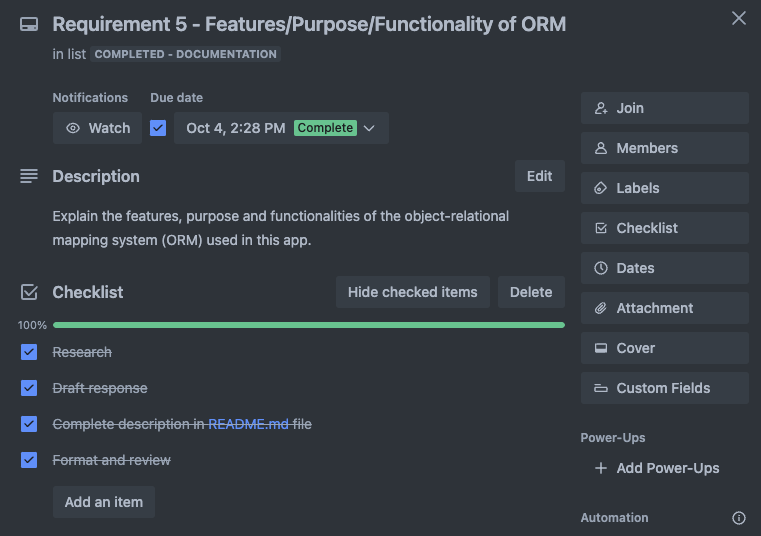 Requirement 5 - Features/Purpose/Functionality of ORM
in list COMPLETED - DOCUMENTATION
Notifications
Due date
Watch
Oct 4, 2:28 PM Complete
Description
Edit
Explain the features, purpose and functionalities of the object-relational
mapping system (ORM) used in this app.
Checklist
Hide checked items
Delete
100%
Research
Draft response
Complete description in README.md file
Format and review
Add an item
Join
Members
Labels
Checklist
Dates
Attachment
Cover
Custom Fields
Power-Ups
Add Power-Ups
Automation